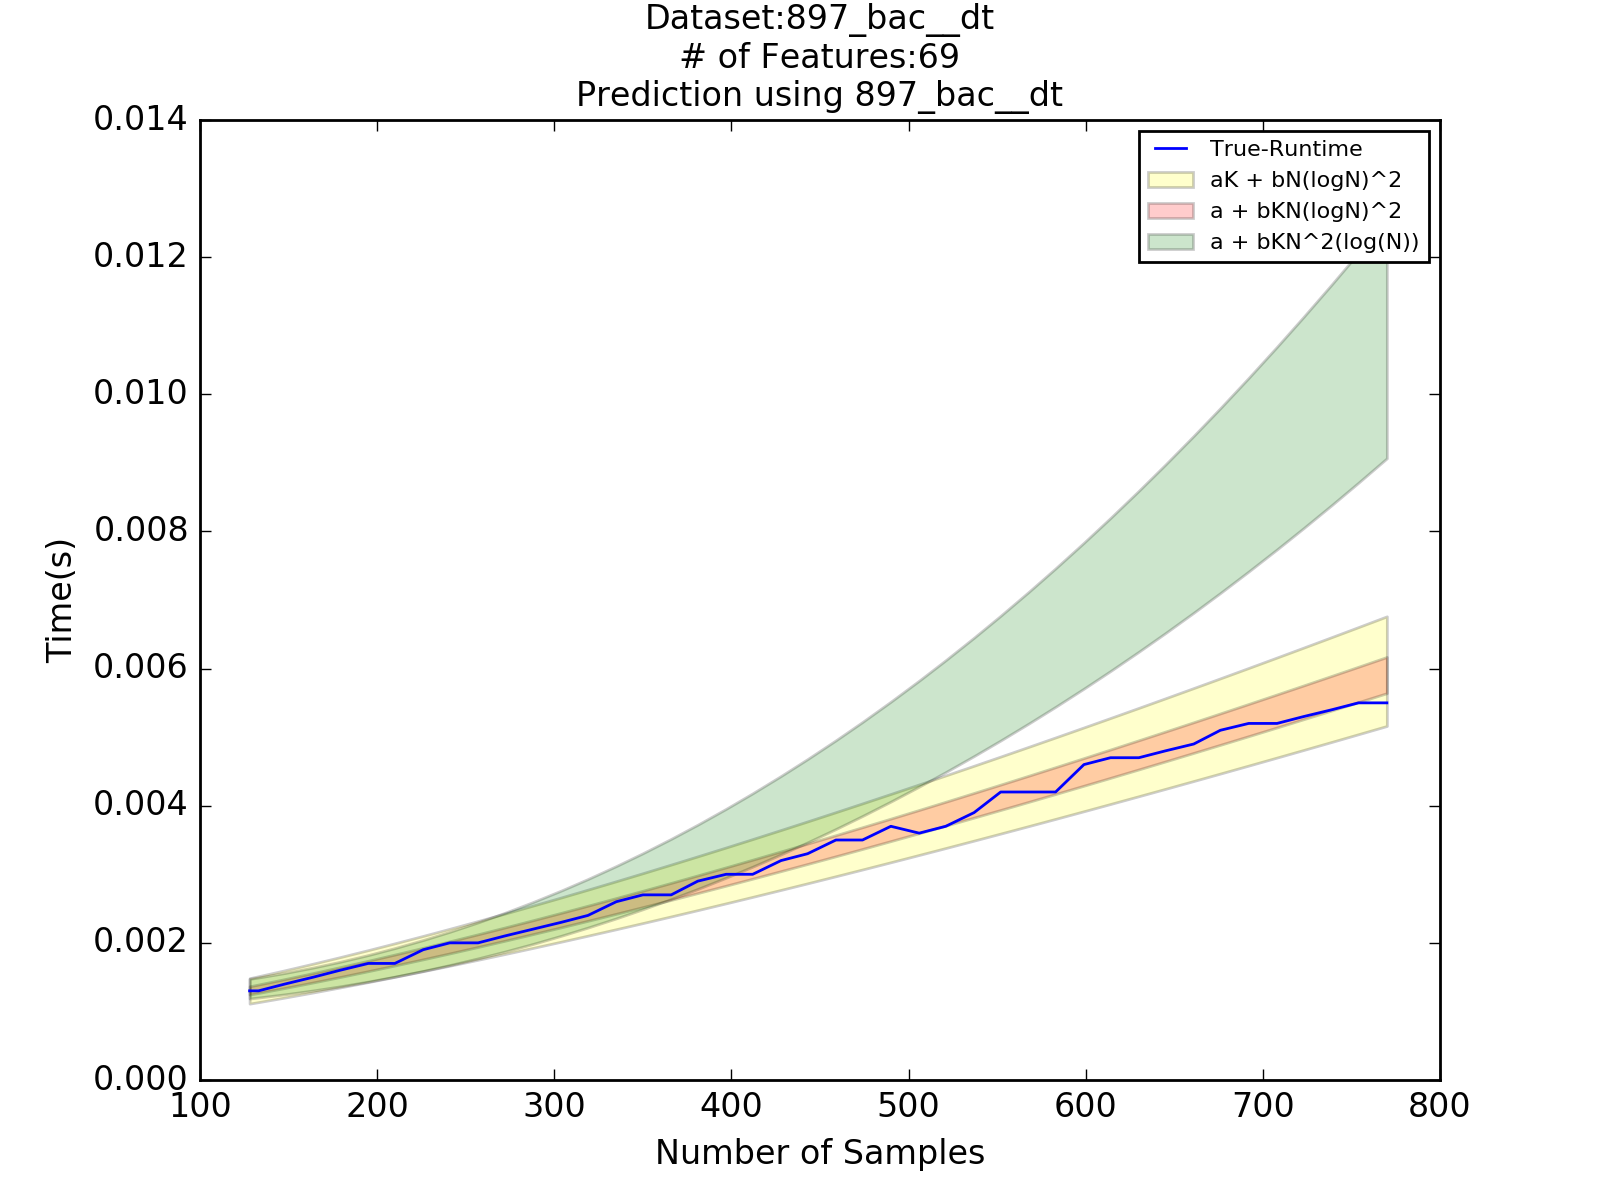 Dataset:897_bac__dt
# of Features:69
Prediction using 897_bac__dt
True-Runtime
aK + bN(logN)^2
a + bKN(logN)^2
a + bKN^2(log(N))
0.014
0.012
0.010
0.008
0.006
0.004
0.002
0.000
Time(s)
100 200 300 400 500 600 700 800
Number of Samples